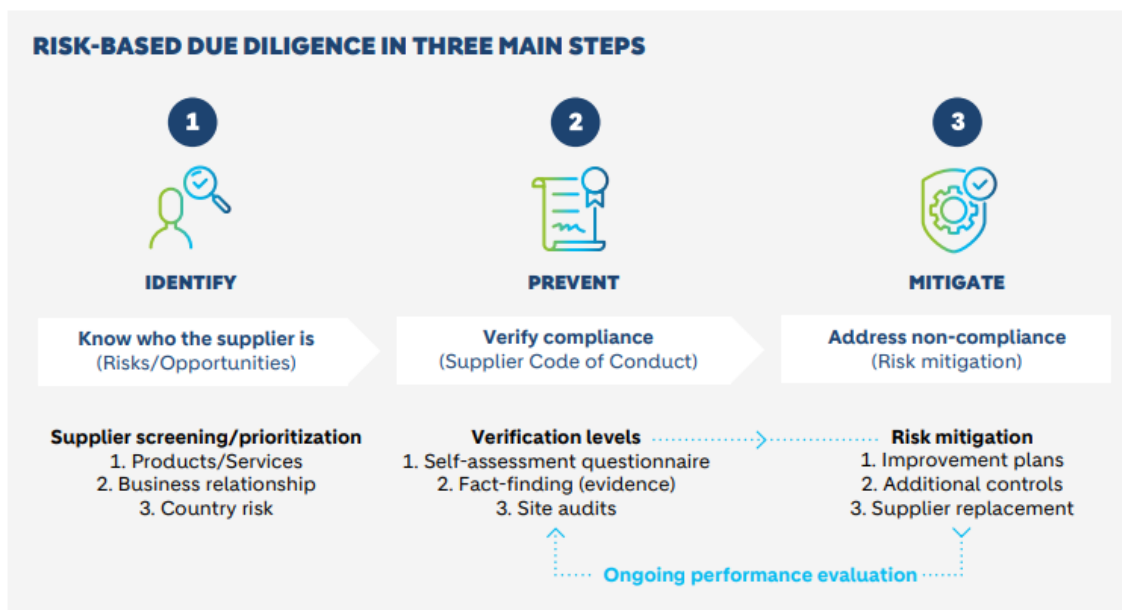 RISK-BASED DUE DILIGENCE IN THREE MAIN STEPS
1
2
3
IDENTIFY
PREVENT
MITIGATE
Know who the supplier is
(Risks/Opportunities)
Verify compliance
(Supplier Code of Conduct)
Address non-compliance
(Risk mitigation)
Supplier screening/prioritization
1. Products/Services
2. Business relationship
3. Country risk
Verification levels
1. Self-assessment questionnaire
2. Fact-finding (evidence)
3. Site audits
Risk mitigation
1. Improvement plans
2. Additional controls
3. Supplier replacement
Ongoing performance evaluation